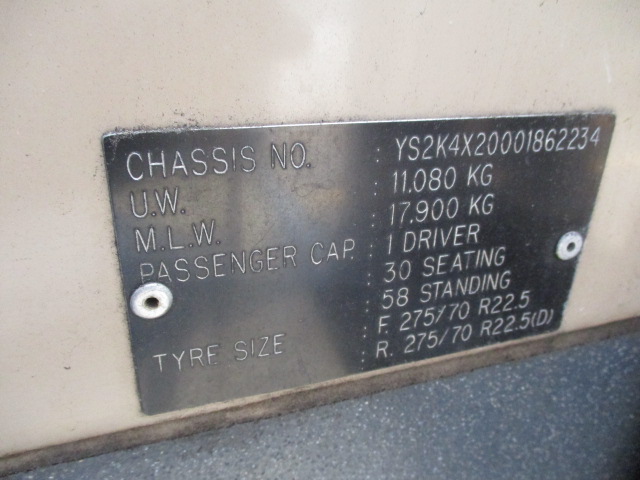 CHASSIS NO. : YS2K4X20001862234
U.W. : 11.080 KG
M.L.W. : 17.900 KG
PASSENGER CAP. : 1 DRIVER
: 30 SEATING
: 58 STANDING
TYRE SIZE : F. 275/70 R22.5
: R. 275/70 R22.5(D)